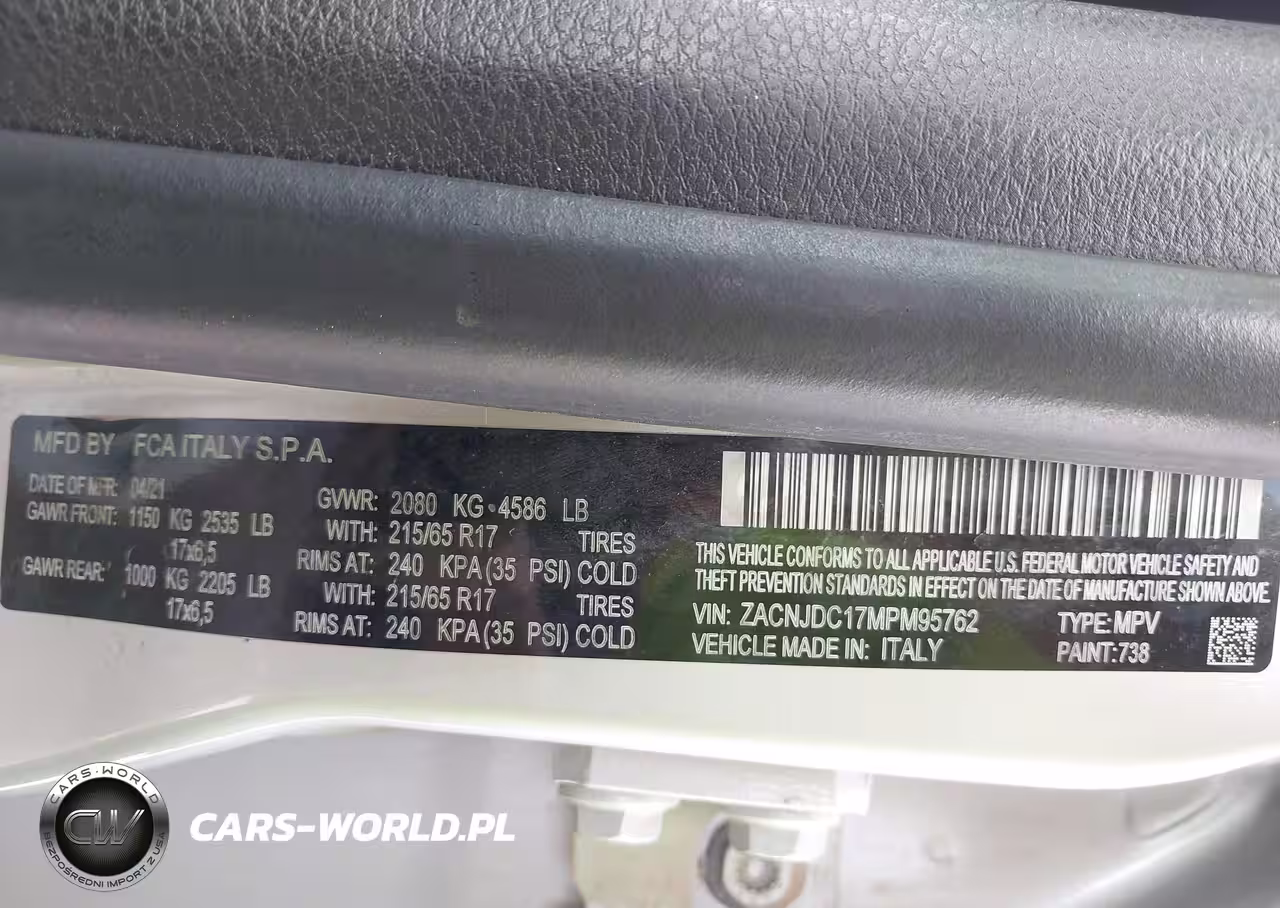 MFD BY FCA ITALY S.P.A.
DATE OF MFR: 04/21
GAWR FRONT: 1150 KG 2535 LB
17x6,5
GAWR REAR: 1000 KG 2205 LB
17x6,5
GVWR: 2080 KG - 4586 LB
WITH: 215/65 R17 TIRES
RIMS AT: 240 KPA (35 PSI) COLD
WITH: 215/65 R17 TIRES
RIMS AT: 240 KPA (35 PSI) COLD
THIS VEHICLE CONFORMS TO ALL APPLICABLE U.S. FEDERAL MOTOR VEHICLE SAFETY AND
THEFT PREVENTION STANDARDS IN EFFECT ON THE DATE OF MANUFACTURE SHOWN ABOVE.
VIN: ZACNJDC17MPM95762 TYPE: MPV
VEHICLE MADE IN: ITALY PAINT: 738
CARS-WORLD
CW
BEZPOŚREDNI IMPORT Z USA
CARS-WORLD.PL